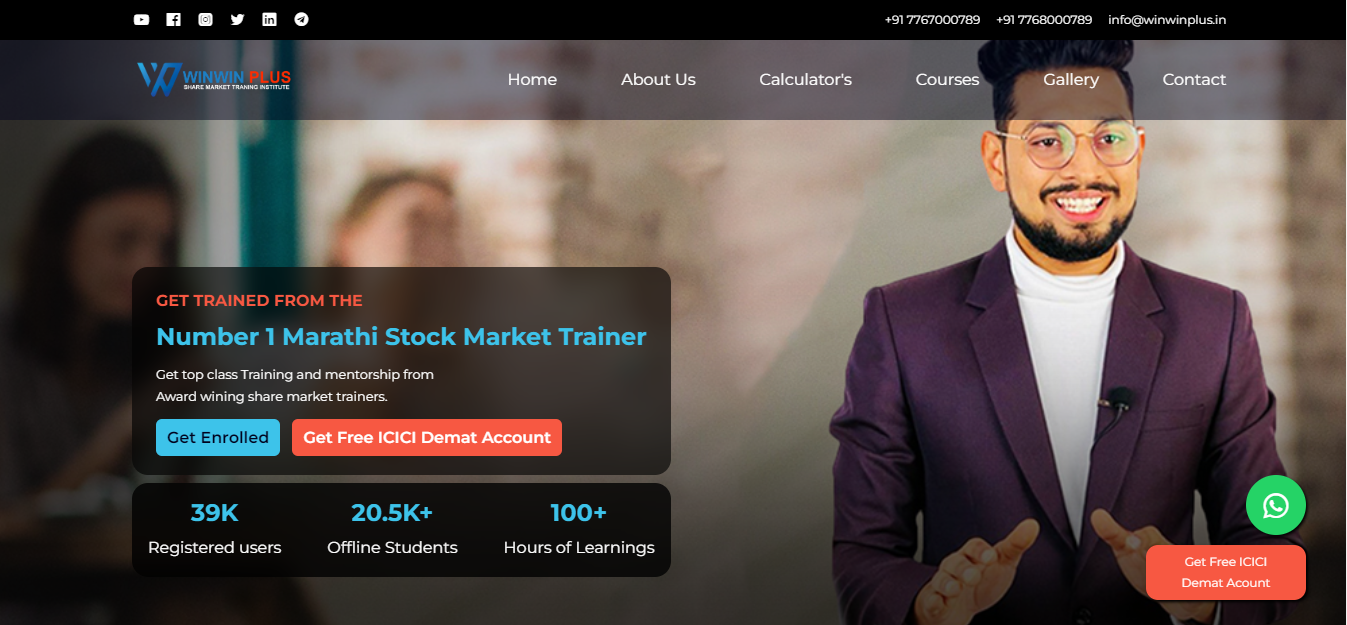 +91 7767000789 +91 7768000789 info@winwinplus.in
WINWIN PLUS
SHARE MARKET TRANING INSTITUTE
Home About Us Calculator's Courses Gallery Contact
GET TRAINED FROM THE
Number 1 Marathi Stock Market Trainer
Get top class Training and mentorship from
Award wining share market trainers.
Get Enrolled Get Free ICICI Demat Account
39K 20.5K+ 100+
Registered users Offline Students Hours of Learnings
Get Free ICICI
Demat Acount